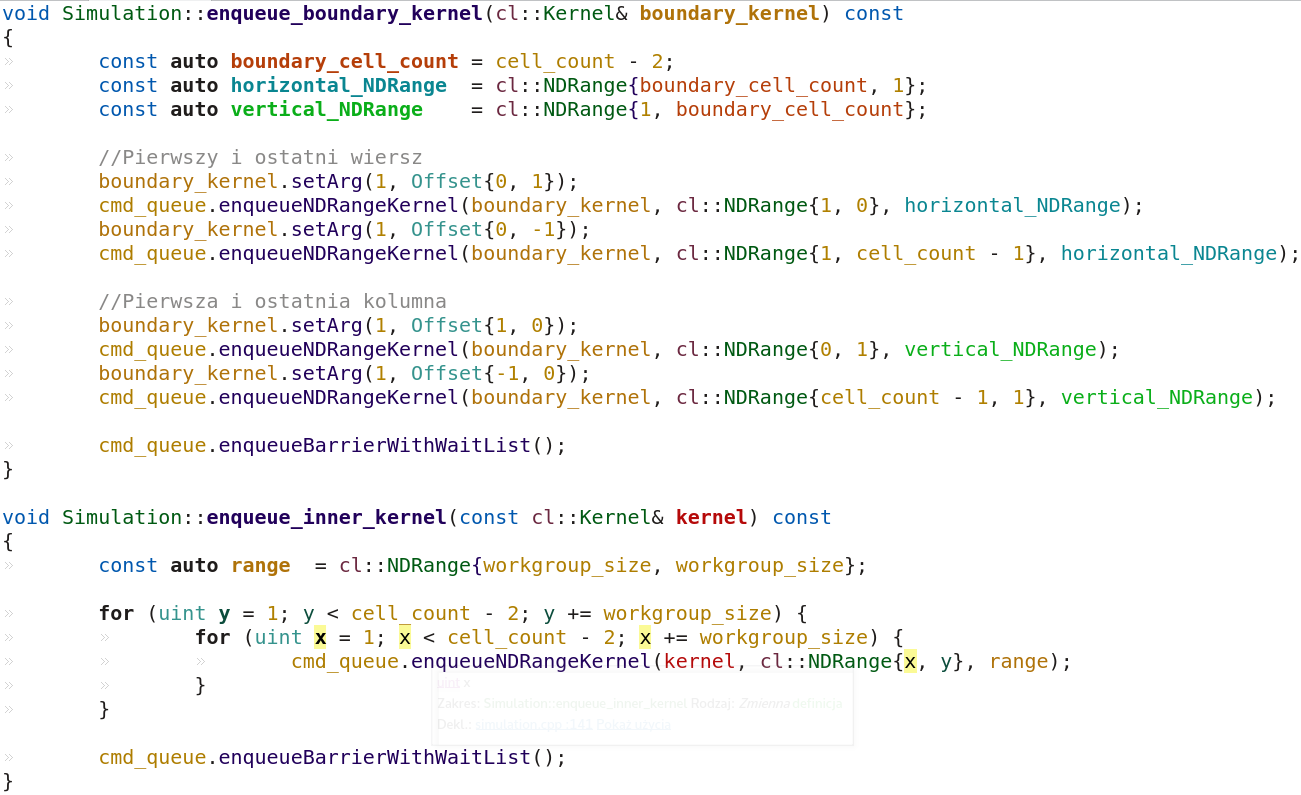 void Simulation::enqueue_boundary_kernel(cl::Kernel& boundary_kernel) const
{
» const auto boundary_cell_count = cell_count - 2;
» const auto horizontal_NDRange  = cl::NDRange{boundary_cell_count, 1};
» const auto vertical_NDRange    = cl::NDRange{1, boundary_cell_count};
» //Pierwszy i ostatni wiersz
» boundary_kernel.setArg(1, Offset{0, 1});
» cmd_queue.enqueueNDRangeKernel(boundary_kernel, cl::NDRange{1, 0}, horizontal_NDRange);
» boundary_kernel.setArg(1, Offset{0, -1});
» cmd_queue.enqueueNDRangeKernel(boundary_kernel, cl::NDRange{1, cell_count - 1}, horizontal_NDRange);
» //Pierwsza i ostatnia kolumna
» boundary_kernel.setArg(1, Offset{1, 0});
» cmd_queue.enqueueNDRangeKernel(boundary_kernel, cl::NDRange{0, 1}, vertical_NDRange);
» boundary_kernel.setArg(1, Offset{-1, 0});
» cmd_queue.enqueueNDRangeKernel(boundary_kernel, cl::NDRange{cell_count - 1, 1}, vertical_NDRange);
» cmd_queue.enqueueBarrierWithWaitList();
}
void Simulation::enqueue_inner_kernel(const cl::Kernel& kernel) const
{
» const auto range  = cl::NDRange{workgroup_size, workgroup_size};
» for (uint y = 1; y < cell_count - 2; y += workgroup_size) {
» » for (uint x = 1; x < cell_count - 2; x += workgroup_size) {
» » » cmd_queue.enqueueNDRangeKernel(kernel, cl::NDRange{x, y}, range);
» » }
uint x
Zakres: Simulation::enqueue_inner_kernel Rodzaj: Zmienna definicja
» }
Dekl.: simulation.cpp :141 Pokaż użycia
» cmd_queue.enqueueBarrierWithWaitList();
}